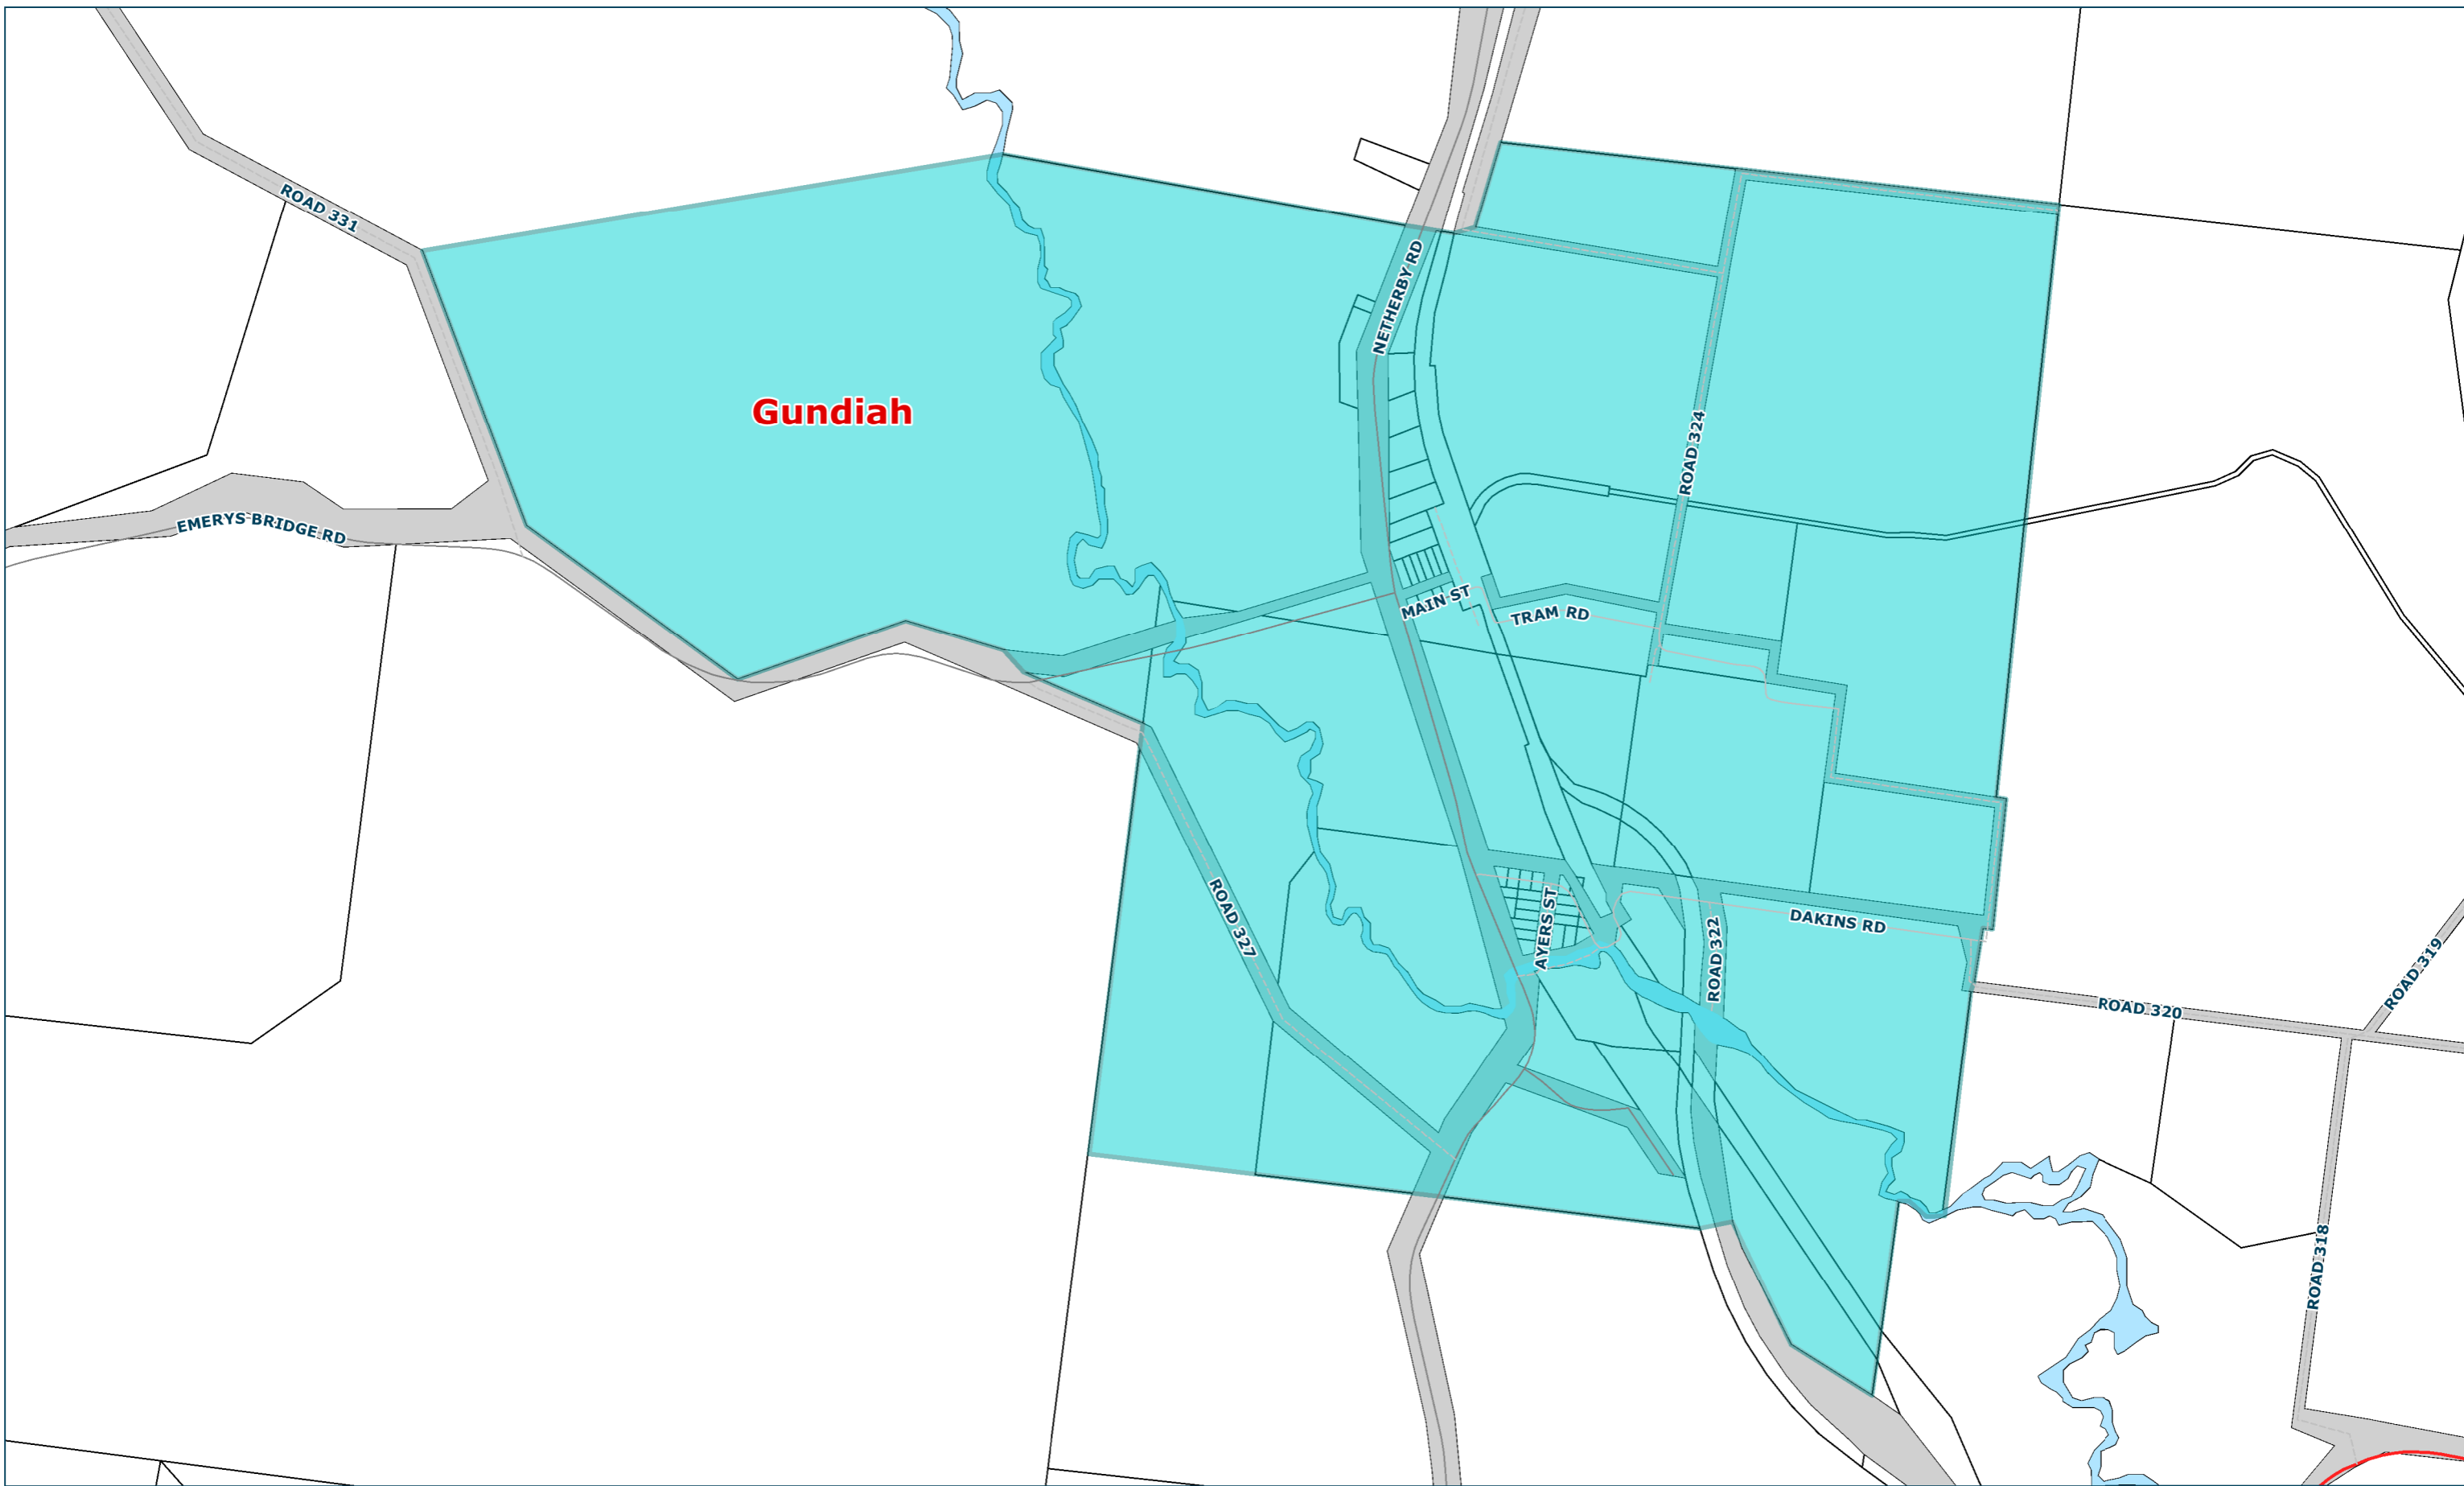 ROAD 331
NETHERBY RD
Gundiah
ROAD 324
EMERYS BRIDGE RD
MAIN ST
TRAM RD
ROAD 327
AYERS ST
DAKINS RD
ROAD 322
ROAD 319
ROAD 320
ROAD 318